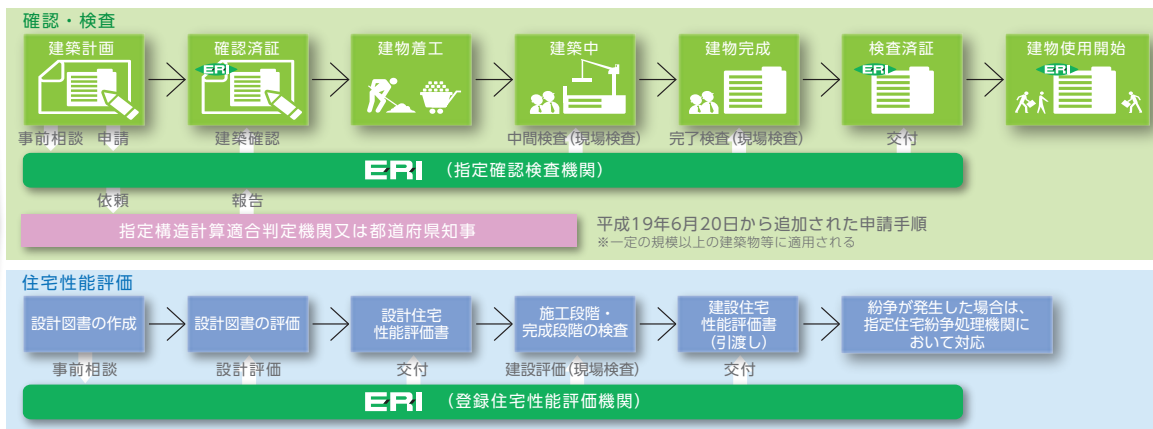 確認・検査
建築計画
確認済証
建物着工
建築中
建物完成
検査済証
建物使用開始
ERI
ERI
ERI
事前相談 申請
建築確認
中間検査(現場検査)
完了検査(現場検査)
交付
ERI (指定確認検査機関)
依頼
報告
指定構造計算適合判定機関又は都道府県知事
平成19年6月20日から追加された申請手順
※一定の規模以上の建築物等に適用される
住宅性能評価
設計図書の作成
設計図書の評価
設計住宅
性能評価書
施工段階・
完成段階の検査
建設住宅
性能評価書
(引渡し)
紛争が発生した場合は、
指定住宅紛争処理機関に
おいて対応
事前相談
設計評価
交付
建設評価(現場検査)
交付
ERI (登録住宅性能評価機関)